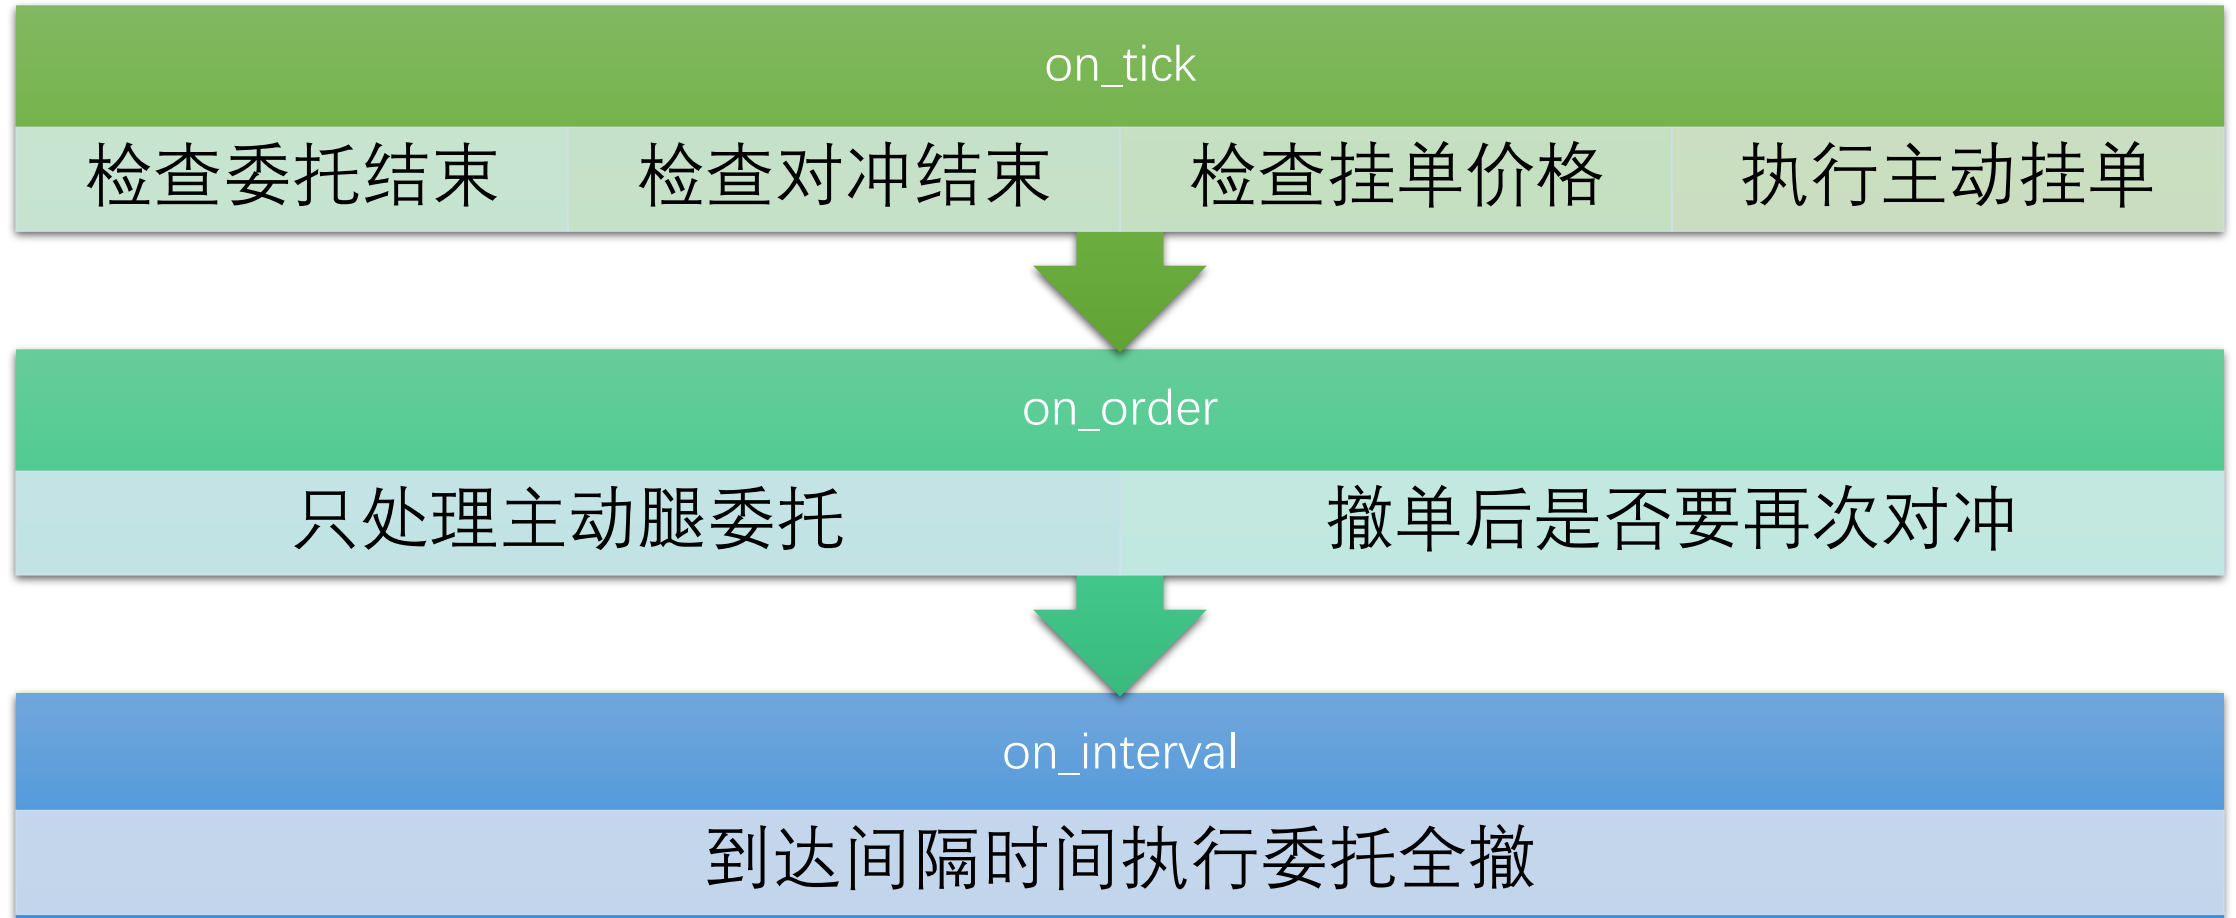 on_tick
检查委托结束 检查对冲结束 检查挂单价格 执行主动挂单
on_order
只处理主动腿委托 撤单后是否要再次对冲
on_interval
到达间隔时间执行委托全撤